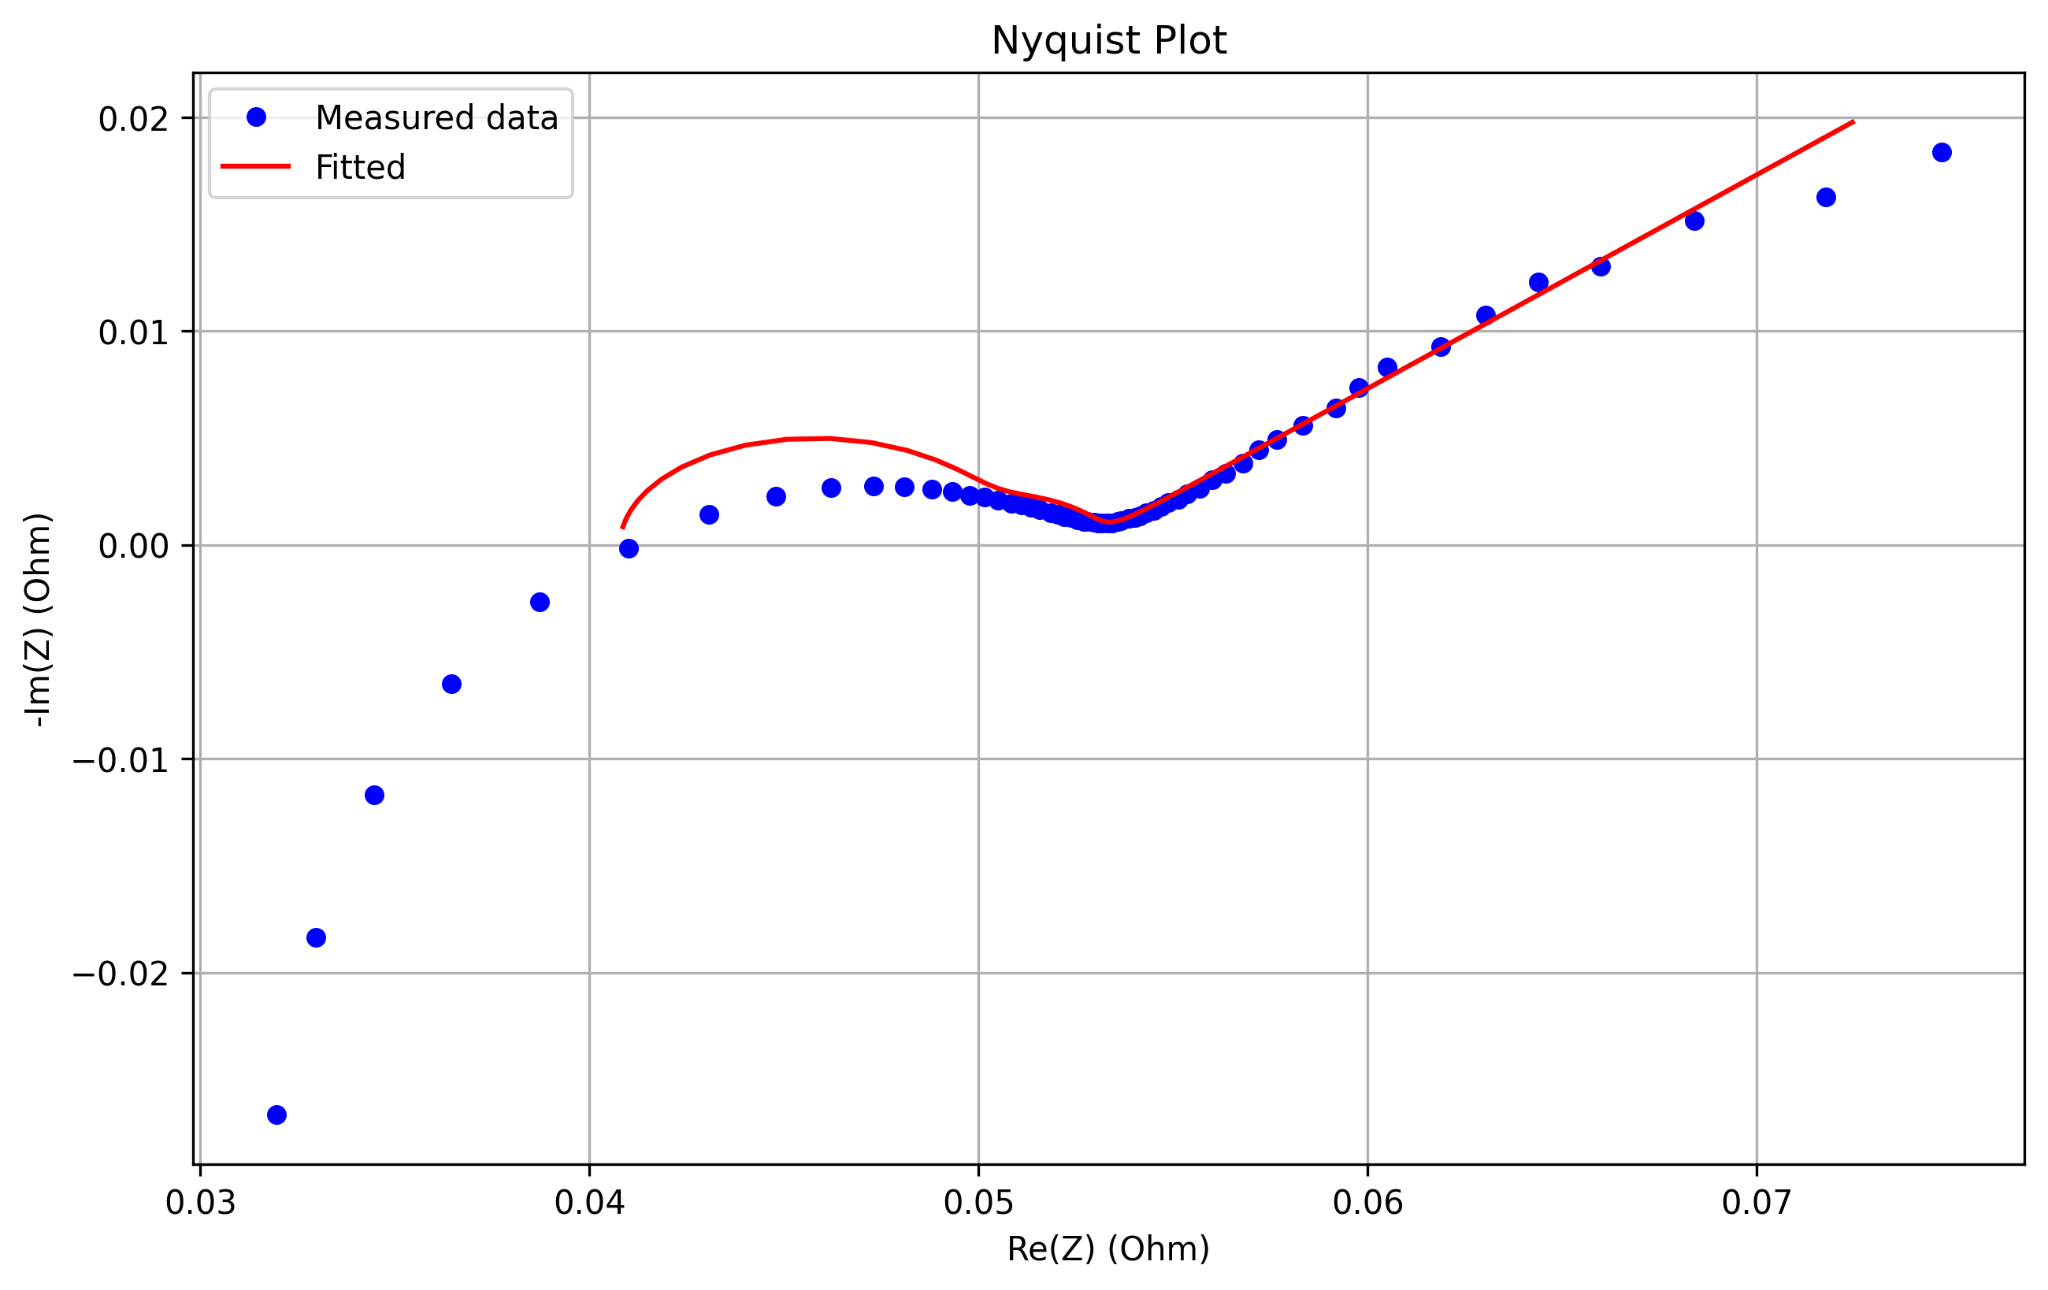 Nyquist Plot
Measured data
Fitted
0.02
0.01
0.00
−0.01
−0.02
-Im(Z) (Ohm)
0.03
0.04
0.05
0.06
0.07
Re(Z) (Ohm)